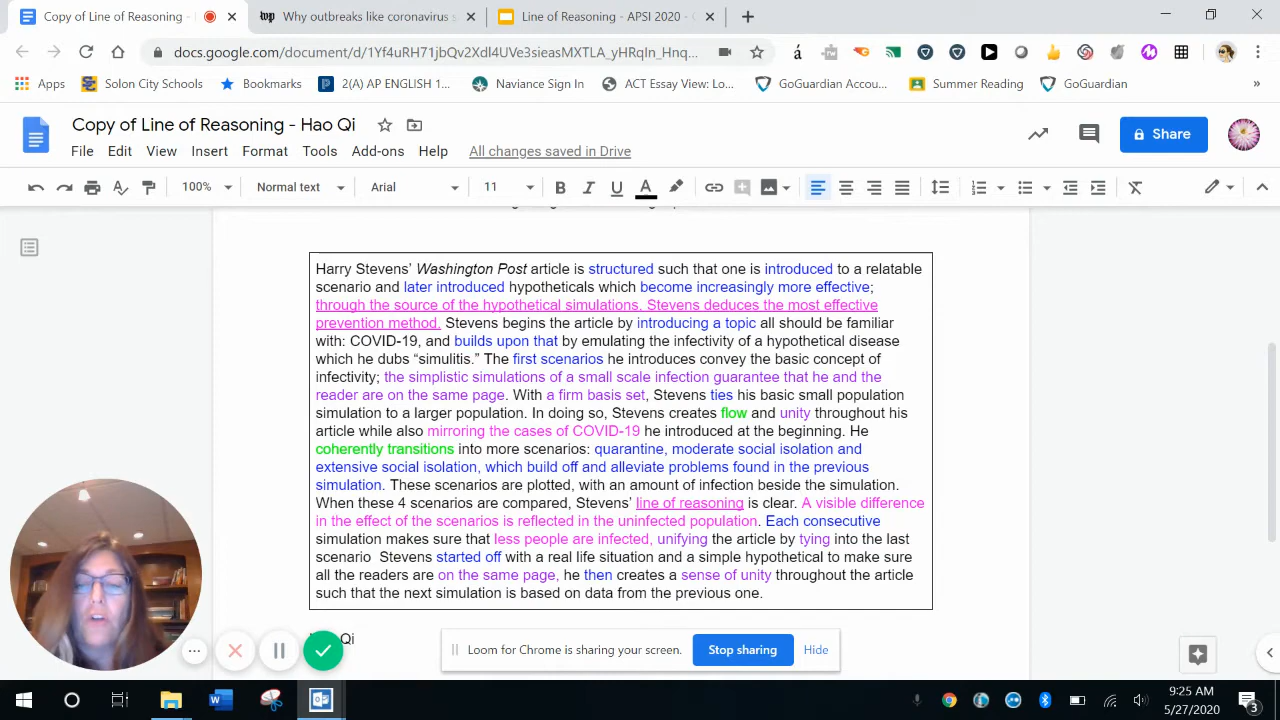 Copy of Line of Reasoning -
Why outbreaks like coronavirus s
Line of Reasoning - APSI 2020 -
docs.google.com/document/d/1Yf4uRH71jbQv2Xdl4UVe3sieasMXTLA_yHRqIn_Hnq...
Apps
Solon City Schools
Bookmarks
2(A) AP ENGLISH 1...
Naviance Sign In
ACT Essay View: Lo...
GoGuardian Accou...
Summer Reading
GoGuardian
»
Copy of Line of Reasoning - Hao Qi
File Edit View Insert Format Tools Add-ons Help All changes saved in Drive
Share
100% Normal text Arial 11 B I U A
Harry Stevens' Washington Post article is structured such that one is introduced to a relatable
scenario and later introduced hypotheticals which become increasingly more effective;
through the source of the hypothetical simulations, Stevens deduces the most effective
prevention method. Stevens begins the article by introducing a topic all should be familiar
with: COVID-19, and builds upon that by emulating the infectivity of a hypothetical disease
which he dubs “simulitis.” The first scenarios he introduces convey the basic concept of
infectivity; the simplistic simulations of a small scale infection guarantee that he and the
reader are on the same page. With a firm basis set, Stevens ties his basic small population
simulation to a larger population. In doing so, Stevens creates flow and unity throughout his
article while also mirroring the cases of COVID-19 he introduced at the beginning. He
coherently transitions into more scenarios: quarantine, moderate social isolation and
extensive social isolation, which build off and alleviate problems found in the previous
simulation. These scenarios are plotted, with an amount of infection beside the simulation.
When these 4 scenarios are compared, Stevens' line of reasoning is clear. A visible difference
in the effect of the scenarios is reflected in the uninfected population. Each consecutive
simulation makes sure that less people are infected, unifying the article by tying into the last
scenario Stevens started off with a real life situation and a simple hypothetical to make sure
all the readers are on the same page, he then creates a sense of unity throughout the article
such that the next simulation is based on data from the previous one.
Qi
Loom for Chrome is sharing your screen. Stop sharing Hide
9:25 AM
5/27/2020
3